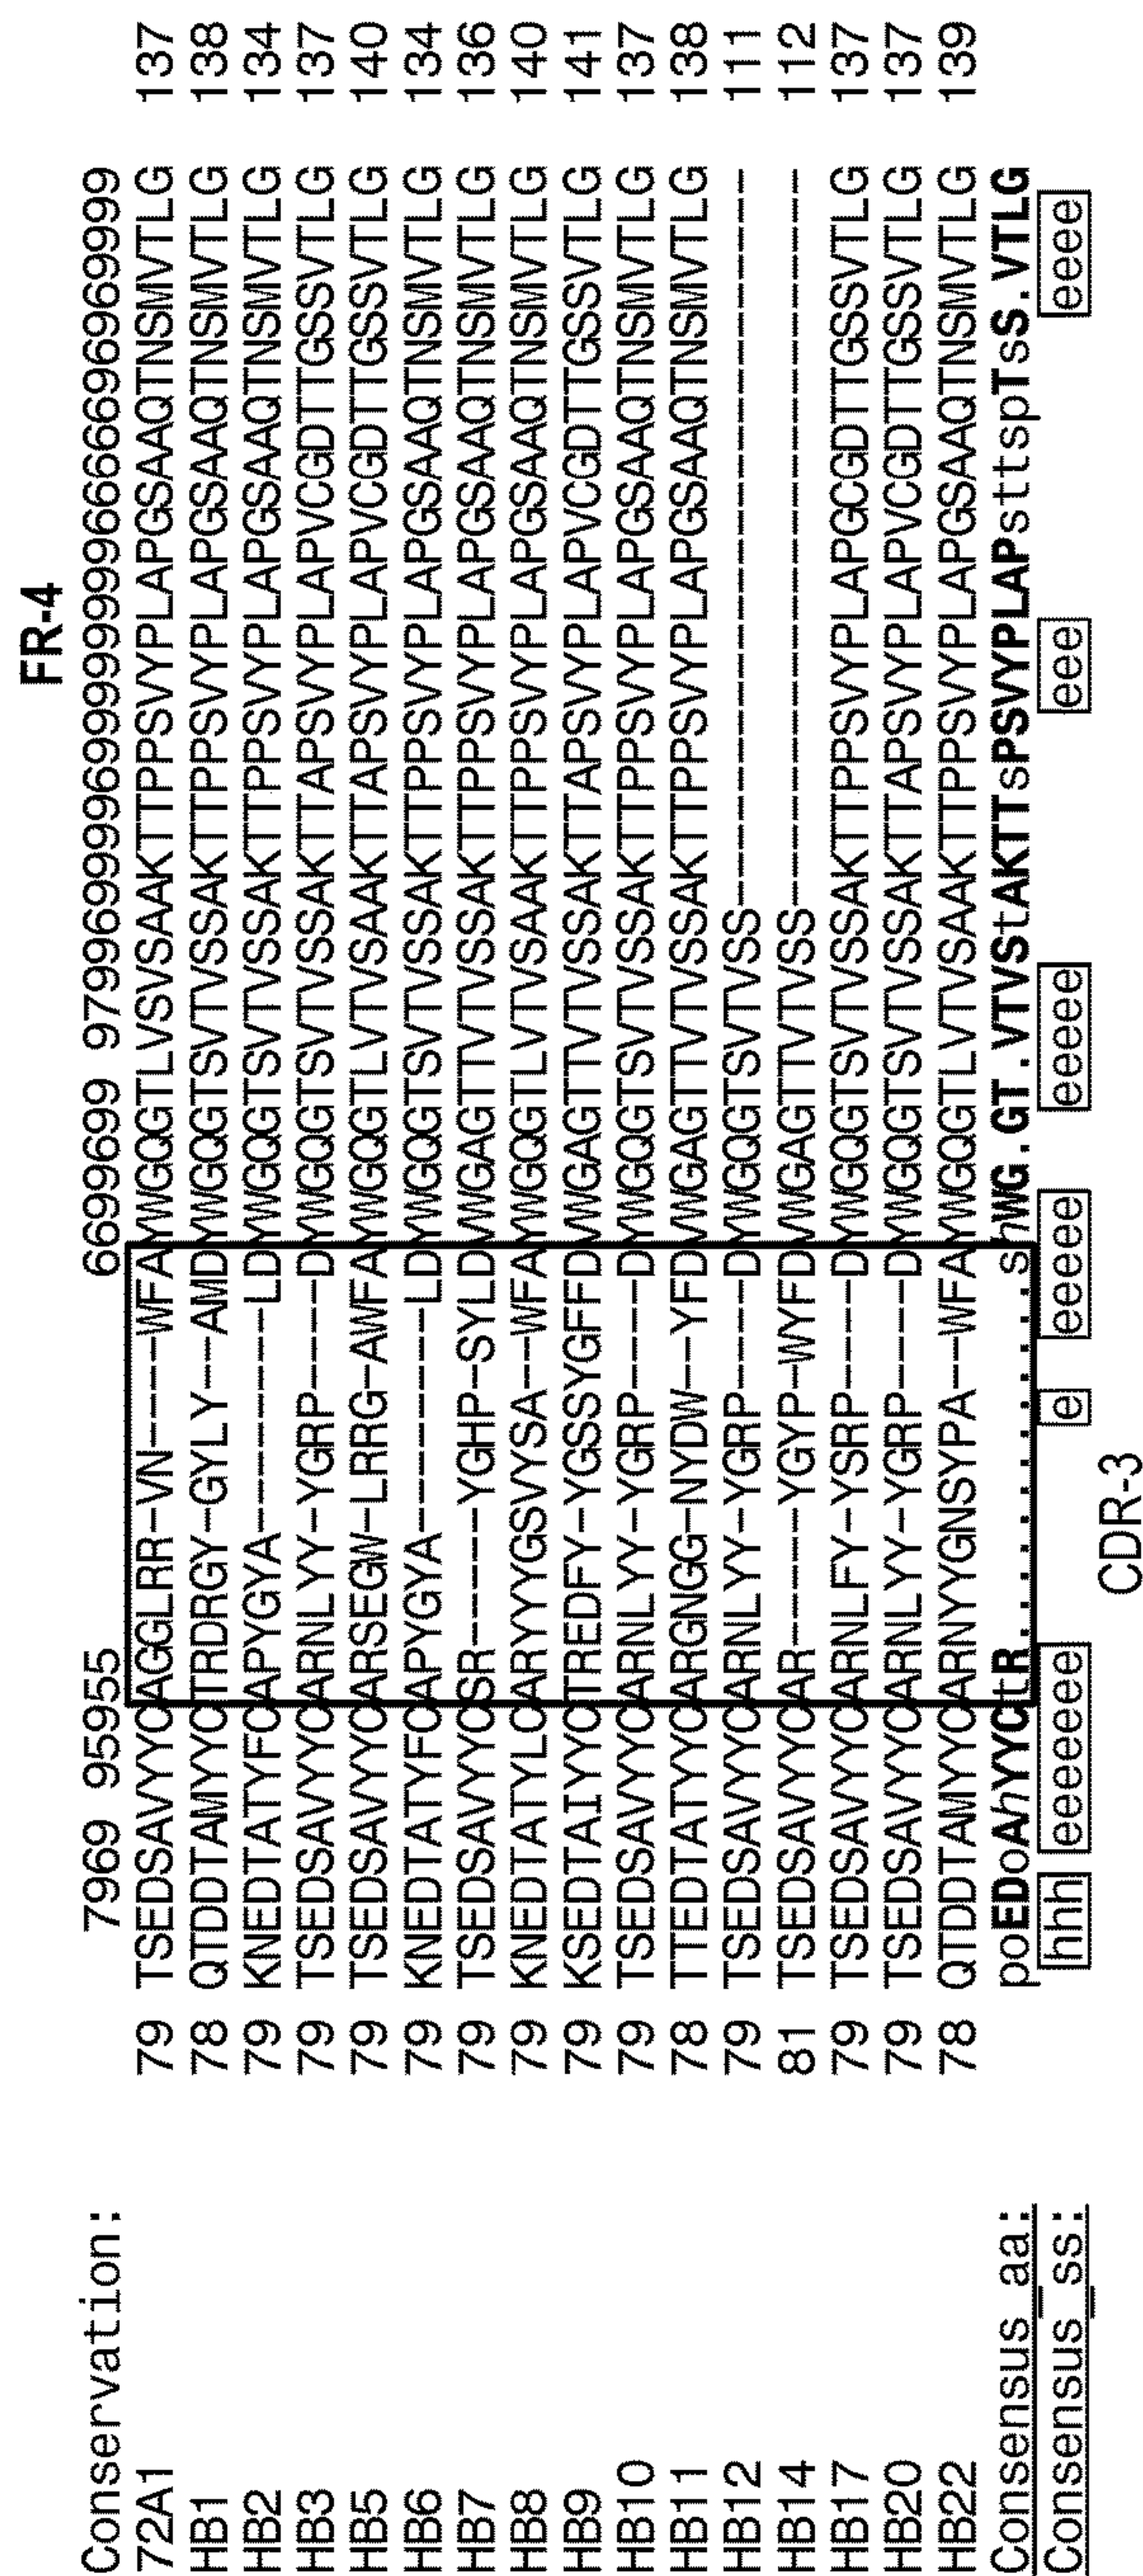 FR-4
Conservation: 7969 95955 6699699 9799699996999999999666696969999
72A1 79 TSEDSAVYYCAGGLRR-VN-----WFAYWGQGTLVSVSAAKTTPPSVYPLAPGSAAQTNSMVTLG 137
HB1 78 QTDDTAMYYCTRDRGY-GYLY--AMDYWGQGTSVTVSSAKTTPPSVYPLAPGSAAQTNSMVTLG 138
HB2 79 KNEDTATYFCAPYGYA----------LDYWGQGTSVTVSSAKTTPPSVYPLAPGSAAQTNSMVTLG 134
HB3 79 TSEDSAVYYCARNLYY-YGRP-----DYWGQGTSVTVSSAKTTAPSVYPLAPVCGDTTGSSVTLG 137
HB5 79 TSEDSAVYYCARSEGW-LRRG-AWFAYWGQGTLVTVSAAKTTAPSVYPLAPVCGDTTGSSVTLG 140
HB6 79 KNEDTATYFCAPYGYA----------LDYWGQGTSVTVSSAKTTPPSVYPLAPGSAAQTNSMVTLG 134
HB7 79 TSEDSAVYYCSR-------YGHP-SYLDVWGAGTTVTVSSAKTTPPSVYPLAPGSAAQTNSMVTLG 136
HB8 79 KNEDTATYLCARYYYGSVYSA--WFAYWGQGTLVTVSAAKTTPPSVYPLAPGSAAQTNSMVTLG 140
HB9 79 KSEDTAIYYCTREDFY-YGSSYGFFDVWGAGTTVTVSSAKTTAPSVYPLAPVCGDTTGSSVTLG 141
HB10 79 TSEDSAVYYCARNLYY-YGRP-----DYWGQGTSVTVSSAKTTPPSVYPLAPGSAAQTNSMVTLG 137
HB11 78 TTEDTATYYCARGNGG-NYDW--YFDVWGAGTTVTVSSAKTTPPSVYPLAPGSAAQTNSMVTLG 138
HB12 79 TSEDSAVYYCARNLYY-YGRP-----DYWGQGTSVTVSS-------------------------- 111
HB14 81 TSEDSAVYYCAR-------YGYP-WYFDVWGAGTTVTVSS-------------------------- 112
HB17 79 TSEDSAVYYCARNLFY-YSRP-----DYWGQGTSVTVSSAKTTPPSVYPLAPGCGDTTGSSVTLG 137
HB20 79 TSEDSAVYYCARNLYY-YGRP-----DYWGQGTSVTVSSAKTTAPSVYPLAPVCGDTTGSSVTLG 137
HB22 78 QTDDTAMYYCARNYYGNSYPA--WFAYWGQGTLVTVSAAKTTPPSVYPLAPGSAAQTNSMVTLG 139
Consensus_aa: poEDoAhYYCtR..............shWG.GT.VTVStAKTTsPSVYPLAPsttspTsS.VTLG
Consensus_ss: hhh eeeeeee e eeeee eeeee eee eeee
CDR-3